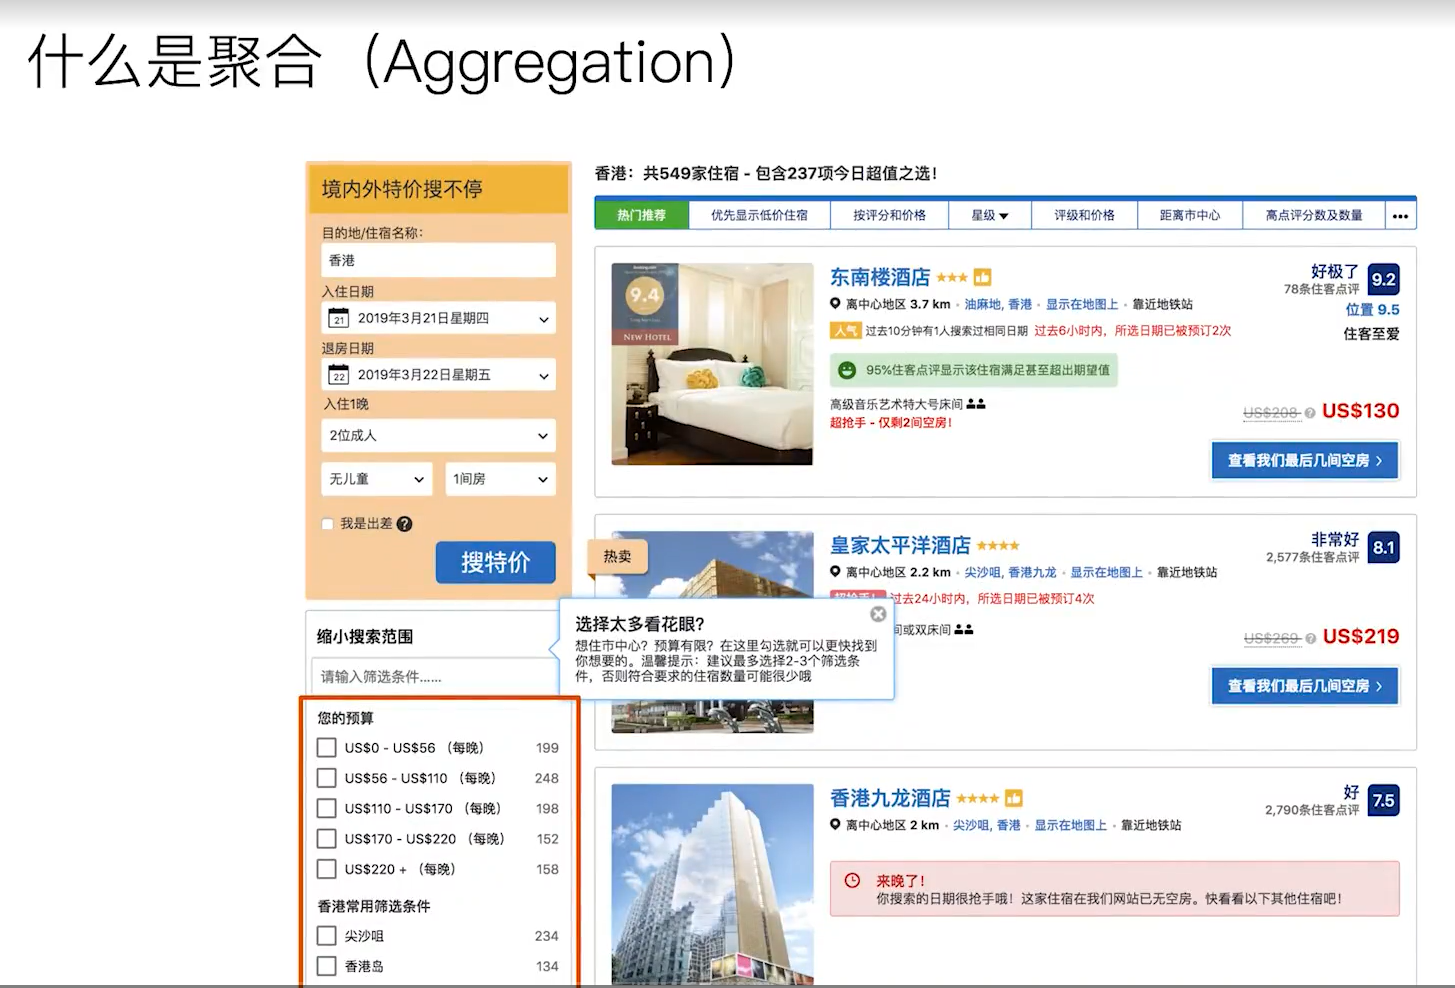 什么是聚合（Aggregation）
境内外特价搜不停
目的地/住宿名称：
香港
入住日期
21 2019年3月21日星期四
退房日期
22 2019年3月22日星期五
入住1晚
2位成人
无儿童 1间房
我是出差 ?
搜特价
缩小搜索范围
请输入筛选条件......
您的预算
US$0 - US$56 （每晚） 199
US$56 - US$110 （每晚） 248
US$110 - US$170 （每晚） 198
US$170 - US$220 （每晚） 152
US$220 + （每晚） 158
香港常用筛选条件
尖沙咀 234
香港岛 134
香港：共549家住宿 - 包含237项今日超值之选！
热门推荐 优先显示低价住宿 按评分和价格 星级 评级和价格 距离市中心 高点评分数及数量 •••
9.4
NEW HOTEL
东南楼酒店
离中心地区 3.7 km · 油麻地, 香港 · 显示在地图上 · 靠近地铁站
人气 过去10分钟有1人搜索过相同日期 过去6小时内，所选日期已被预订2次
95%住客点评显示该住宿满足甚至超出期望值
高级音乐艺术特大号床间
超抢手 - 仅剩2间空房！
好极了 9.2
78条住客点评
位置 9.5
住客至爱
US$208 ? US$130
查看我们最后几间空房 >
热卖
皇家太平洋酒店
离中心地区 2.2 km · 尖沙咀, 香港九龙 · 显示在地图上 · 靠近地铁站
过去24小时内，所选日期已被预订4次
间或双床间
非常好 8.1
2,577条住客点评
US$269 ? US$219
查看我们最后几间空房 >
选择太多看花眼？
想住市中心？预算有限？在这里勾选就可以更快找到
你想要的。温馨提示：建议最多选择2-3个筛选条
件，否则符合要求的住宿数量可能很少哦
香港九龙酒店
离中心地区 2 km · 尖沙咀, 香港 · 显示在地图上 · 靠近地铁站
好 7.5
2,790条住客点评
来晚了！
你搜索的日期很抢手哦！这家住宿在我们网站已无空房。快看看以下其他住宿吧！